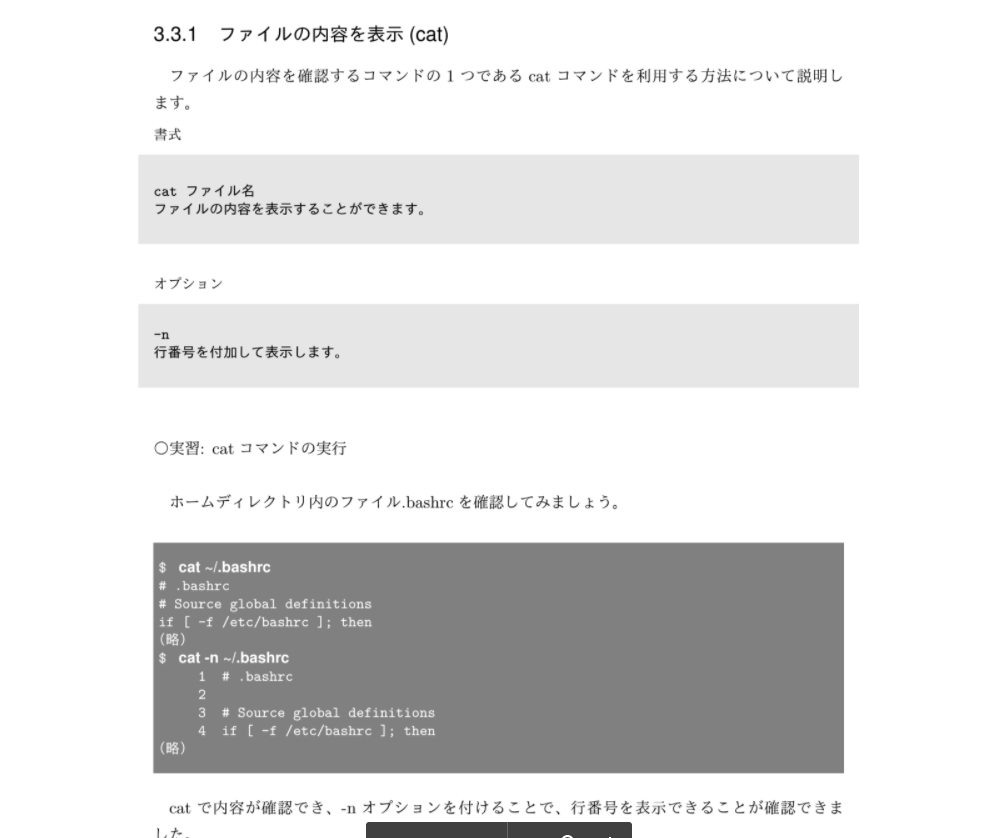 3.3.1 ファイルの内容を表示 (cat)
ファイルの内容を確認するコマンドの 1 つである cat コマンドを利用する方法について説明し
ます。
書式
cat ファイル名
ファイルの内容を表示することができます。
オプション
-n
行番号を付加して表示します。
○実習: cat コマンドの実行
ホームディレクトリ内のファイル.bashrc を確認してみましょう。
$ cat ~/.bashrc
# .bashrc
# Source global definitions
if [ -f /etc/bashrc ]; then
(略)
$ cat -n ~/.bashrc
1 # .bashrc
2
3 # Source global definitions
4 if [ -f /etc/bashrc ]; then
(略)
cat で内容が確認でき、-n オプションを付けることで、行番号を表示できることが確認できま
した。